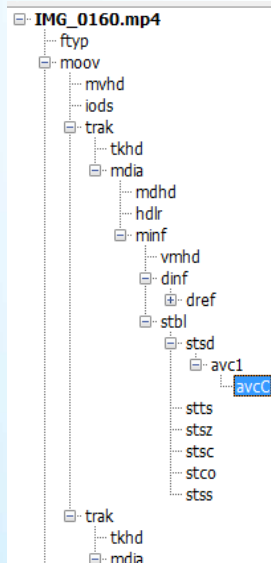 IMG_0160.mp4
ftyp
moov
mvhd
iods
trak
tkhd
mdia
mdhd
hdlr
minf
vmhd
dinf
dref
stbl
stsd
avc1
avcC
stts
stsz
stsc
stco
stss
trak
tkhd
mdia